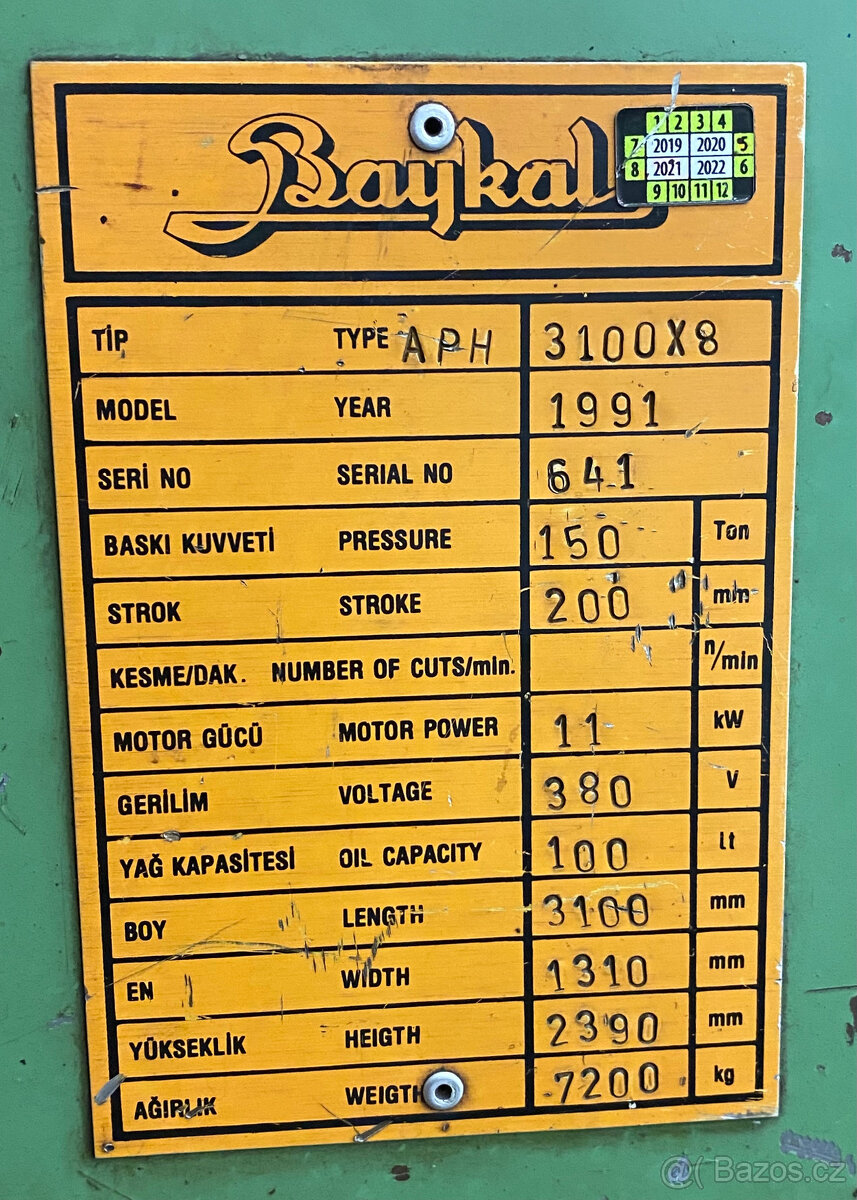 Baykal
1 2 3 4
7 2019 2020 5
8 2021 2022 6
9 10 11 12
TİP TYPE APH 3100X8
MODEL YEAR 1991
SERİ NO SERIAL NO 641
BASKI KUVVETİ PRESSURE 150 Ton
STROK STROKE 200 mm
KESME/DAK. NUMBER OF CUTS/min. n/min
MOTOR GÜCÜ MOTOR POWER 11 kW
GERİLİM VOLTAGE 380 V
YAĞ KAPASİTESİ OIL CAPACITY 100 Lt
BOY LENGTH 3100 mm
EN WIDTH 1310 mm
YÜKSEKLİK HEIGTH 2390 mm
AĞIRLIK WEIGTH 7200 kg
Bazos.cz